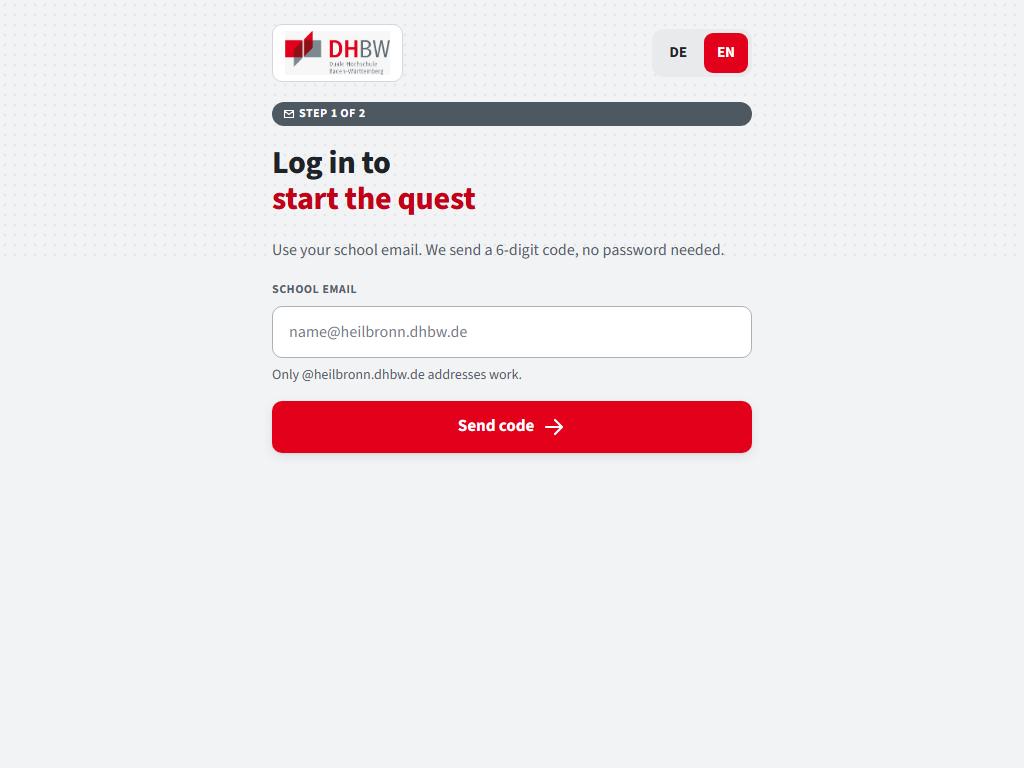 DHBW
Duale Hochschule
Baden-Württemberg
DE
EN
STEP 1 OF 2
Log in to
start the quest
Use your school email. We send a 6-digit code, no password needed.
SCHOOL EMAIL
name@heilbronn.dhbw.de
Only @heilbronn.dhbw.de addresses work.
Send code